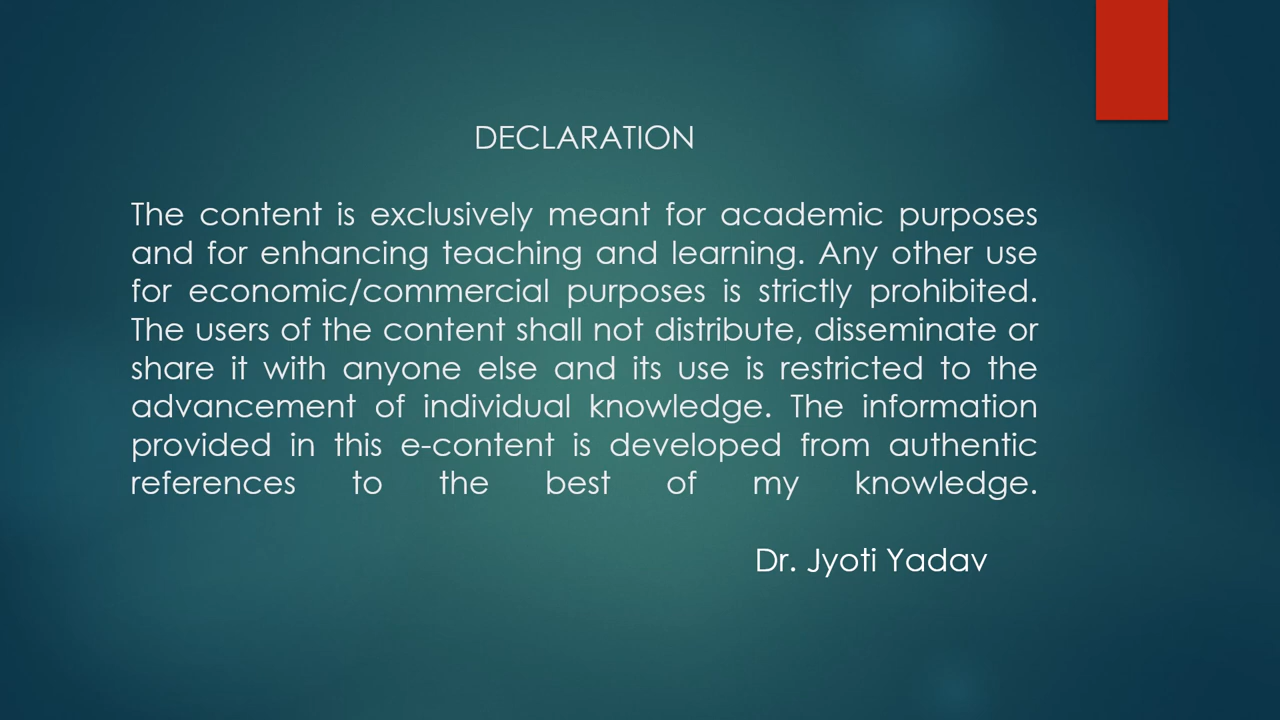 DECLARATION
The content is exclusively meant for academic purposes
and for enhancing teaching and learning. Any other use
for economic/commercial purposes is strictly prohibited.
The users of the content shall not distribute, disseminate or
share it with anyone else and its use is restricted to the
advancement of individual knowledge. The information
provided in this e-content is developed from authentic
references to the best of my knowledge.
Dr. Jyoti Yadav